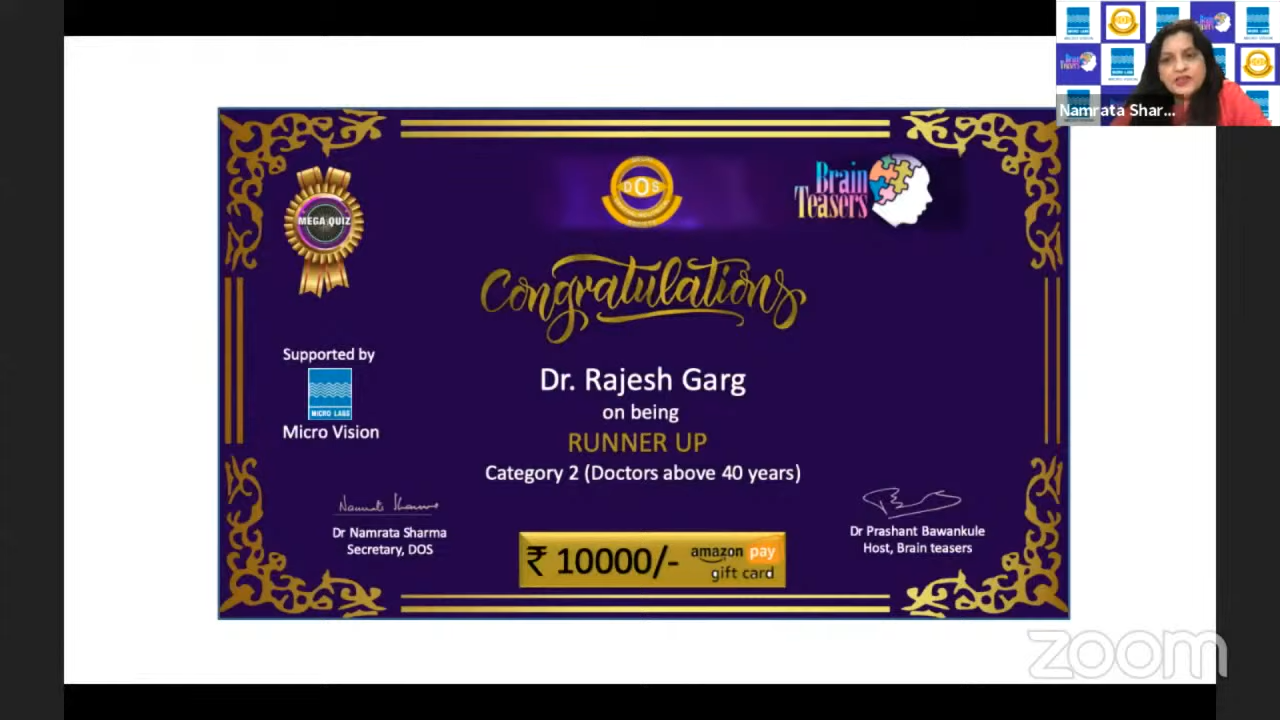 Namrata Shar...
MEGA QUIZ
DOS
Brain
Teasers
Congratulations
Supported by
MICRO LABS
Micro Vision
Dr. Rajesh Garg
on being
RUNNER UP
Category 2 (Doctors above 40 years)
Namrata Sharma
Dr Namrata Sharma
Secretary, DOS
Dr Prashant Bawankule
Host, Brain teasers
₹ 10000/-
amazon pay
gift card
zoom